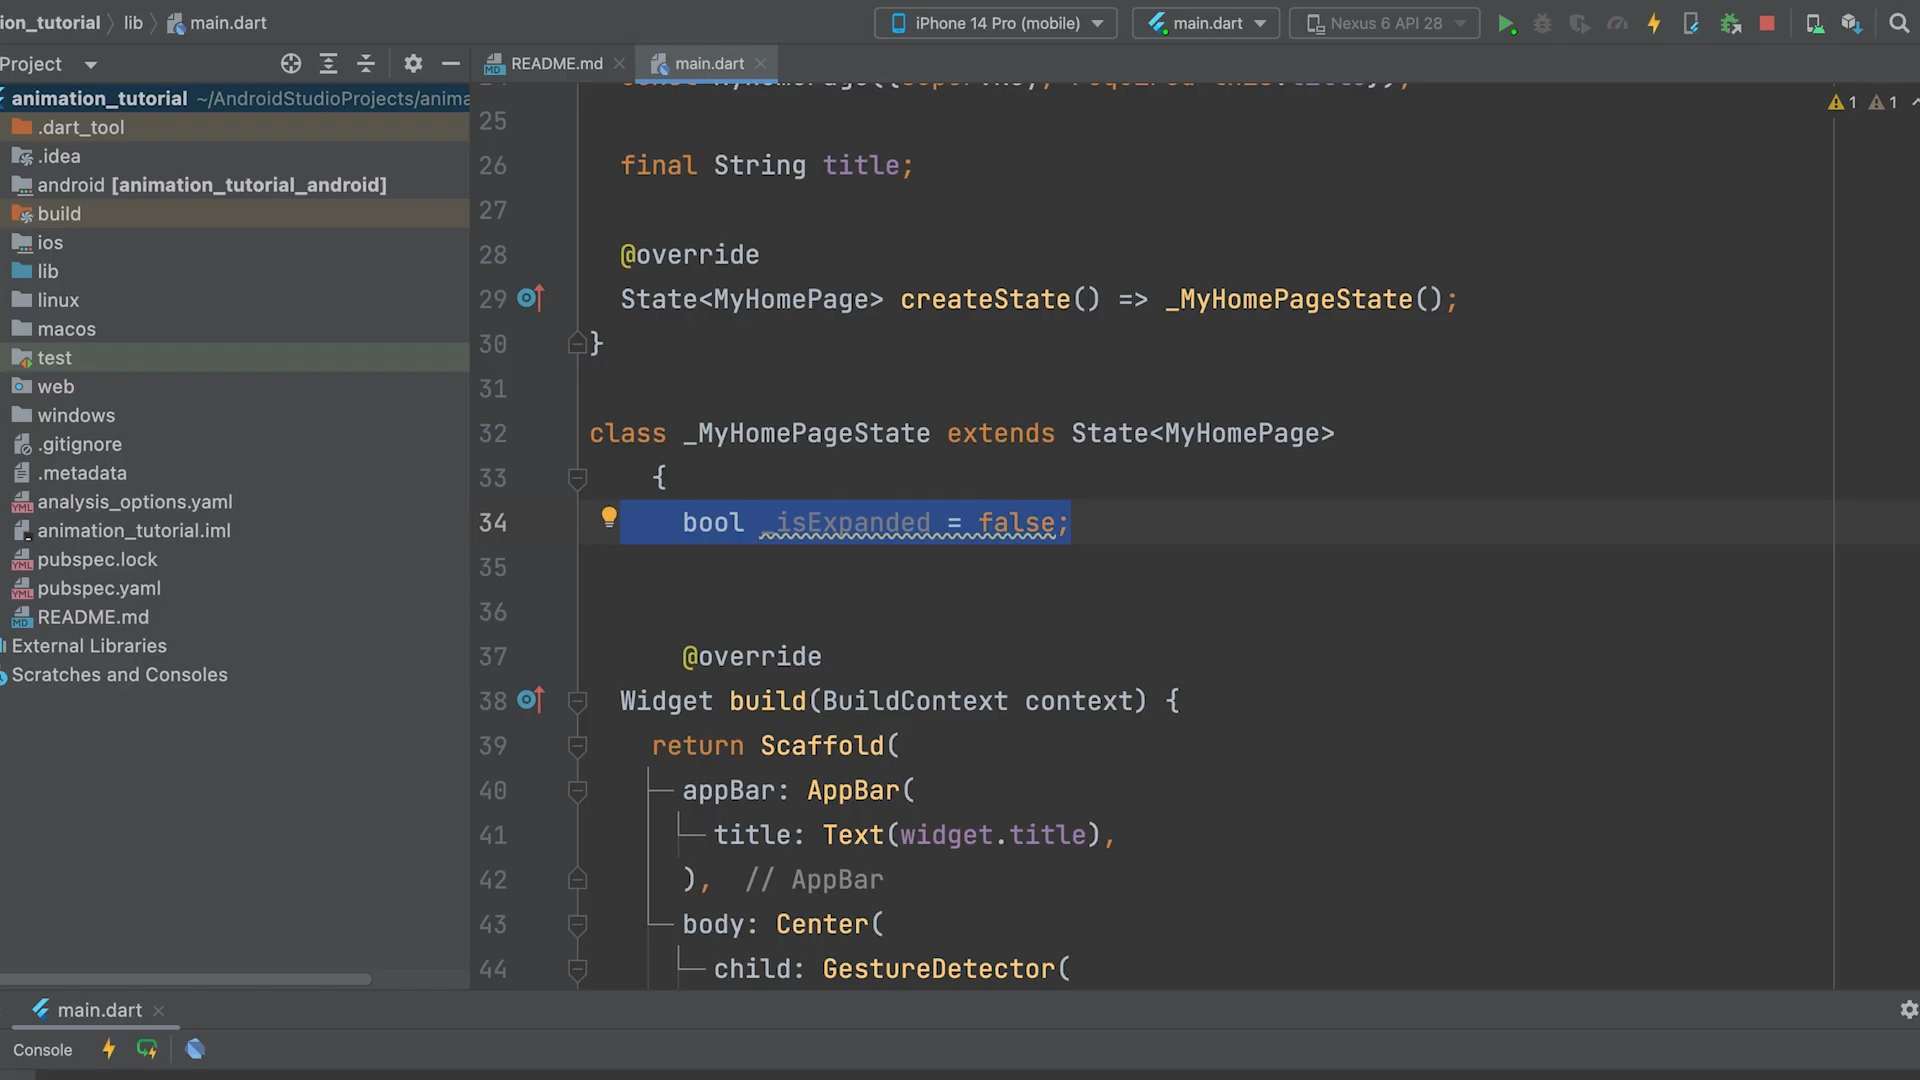 ion_tutorial lib main.dart
iPhone 14 Pro (mobile) main.dart Nexus 6 API 28
Project
README.md main.dart
animation_tutorial ~/AndroidStudioProjects/anima
.dart_tool
.idea
android [animation_tutorial_android]
build
ios
lib
linux
macos
test
web
windows
.gitignore
.metadata
analysis_options.yaml
animation_tutorial.iml
pubspec.lock
pubspec.yaml
README.md
External Libraries
Scratches and Consoles
1 1
25
26 final String title;
27
28 @override
29 State<MyHomePage> createState() => _MyHomePageState();
30 }
31
32 class _MyHomePageState extends State<MyHomePage>
33 {
34 bool _isExpanded = false;
35
36
37 @override
38 Widget build(BuildContext context) {
39 return Scaffold(
40 appBar: AppBar(
41 title: Text(widget.title),
42 ), // AppBar
43 body: Center(
44 child: GestureDetector(
main.dart
Console